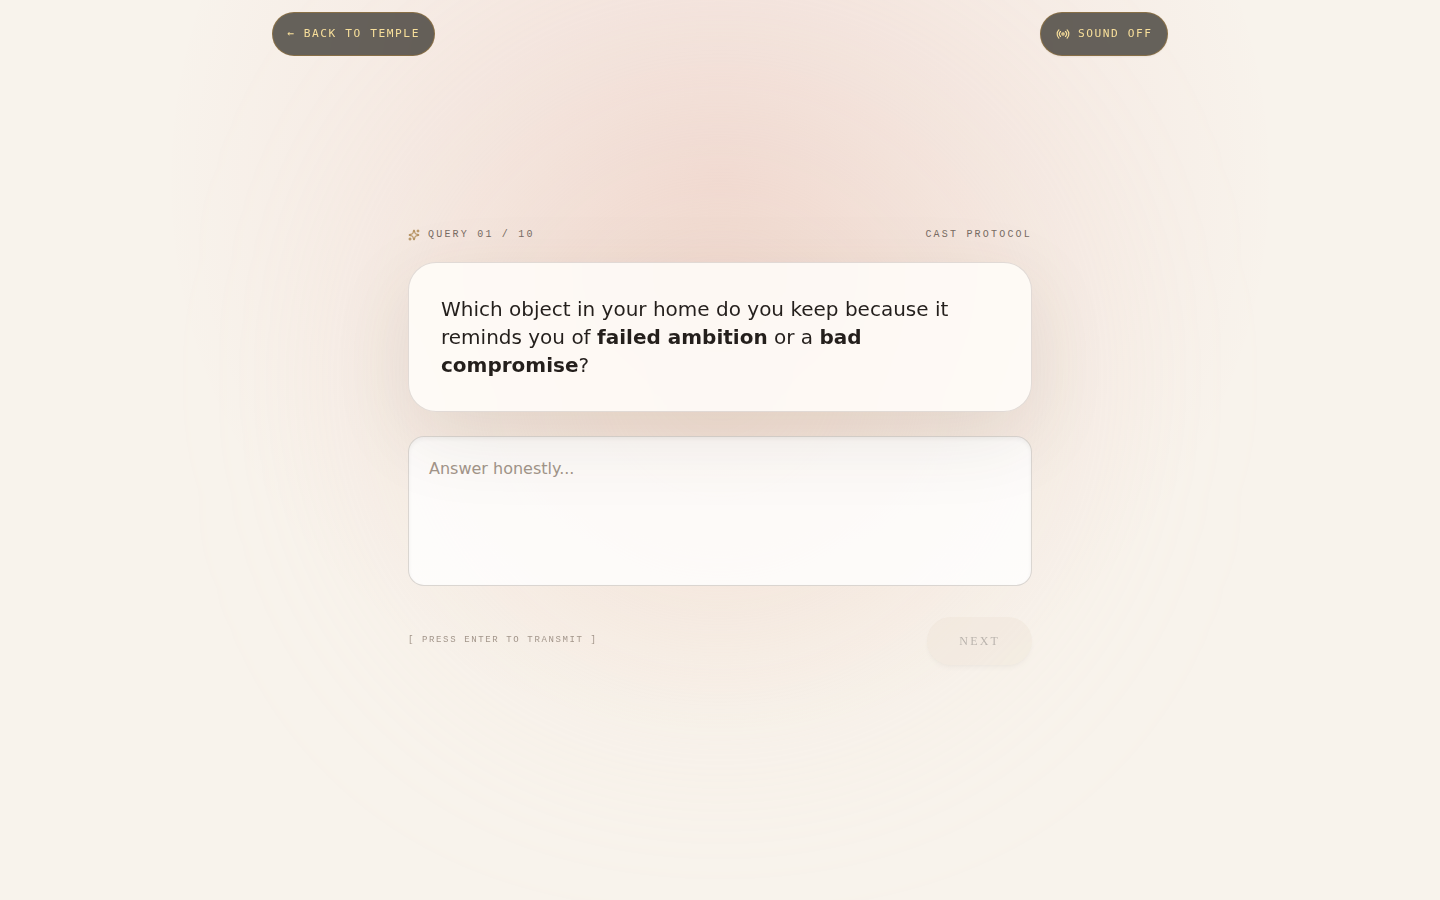 ← BACK TO TEMPLE
SOUND OFF
QUERY 01 / 10
CAST PROTOCOL
Which object in your home do you keep because it
reminds you of failed ambition or a bad
compromise?
Answer honestly...
[ PRESS ENTER TO TRANSMIT ]
NEXT